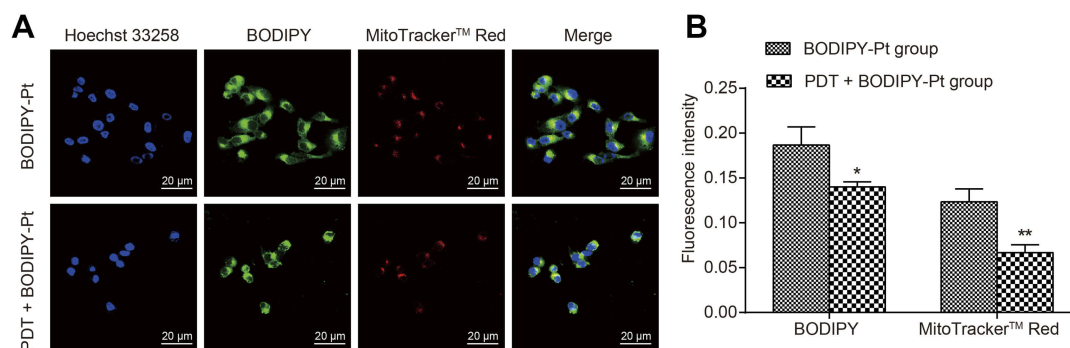 A
Hoechst 33258
BODIPY
MitoTracker™ Red
Merge
BODIPY-Pt
20 μm
20 μm
20 μm
20 μm
PDT + BODIPY-Pt
20 μm
20 μm
20 μm
20 μm
B
BODIPY-Pt group
PDT + BODIPY-Pt group
Fluorescence intensity
0.25
0.20
0.15
0.10
0.05
0.00
*
**
BODIPY
MitoTracker™ Red